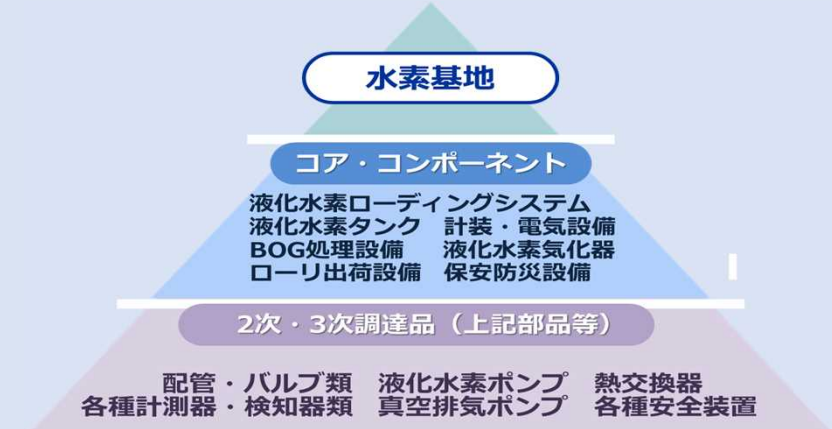 水素基地
コア・コンポーネント
液化水素ローディングシステム
液化水素タンク　計装・電気設備
BOG処理設備　液化水素気化器
ローリ出荷設備　保安防災設備
2次・3次調達品（上記部品等）
配管・バルブ類　液化水素ポンプ　熱交換器
各種計測器・検知器類　真空排気ポンプ　各種安全装置